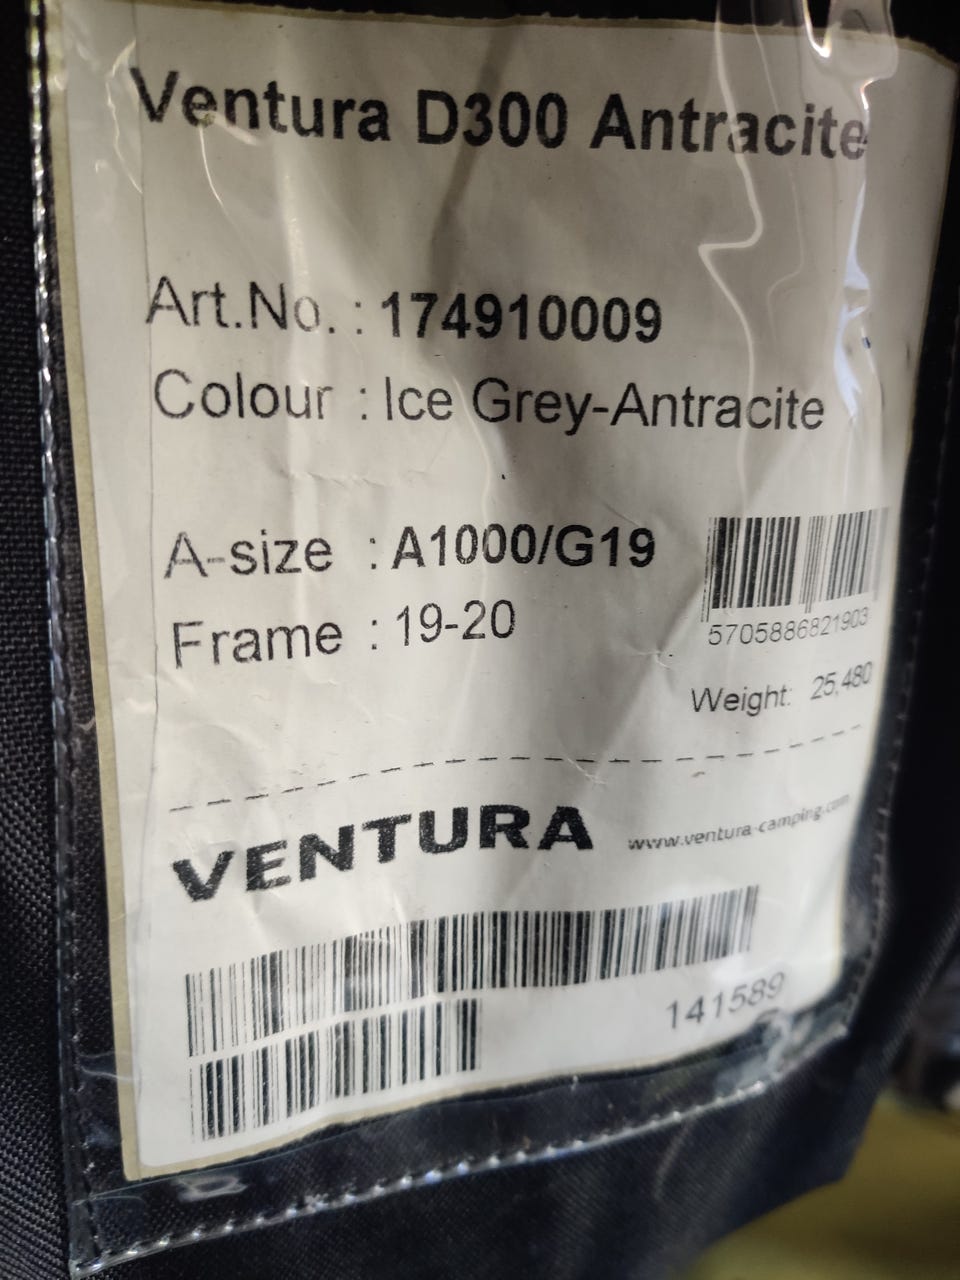 Ventura D300 Antracite
Art.No. : 174910009
Colour : Ice Grey-Antracite
A-size : A1000/G19
Frame : 19-20
5705886821903
Weight: 25,480
VENTURA www.ventura-camping.com
141589